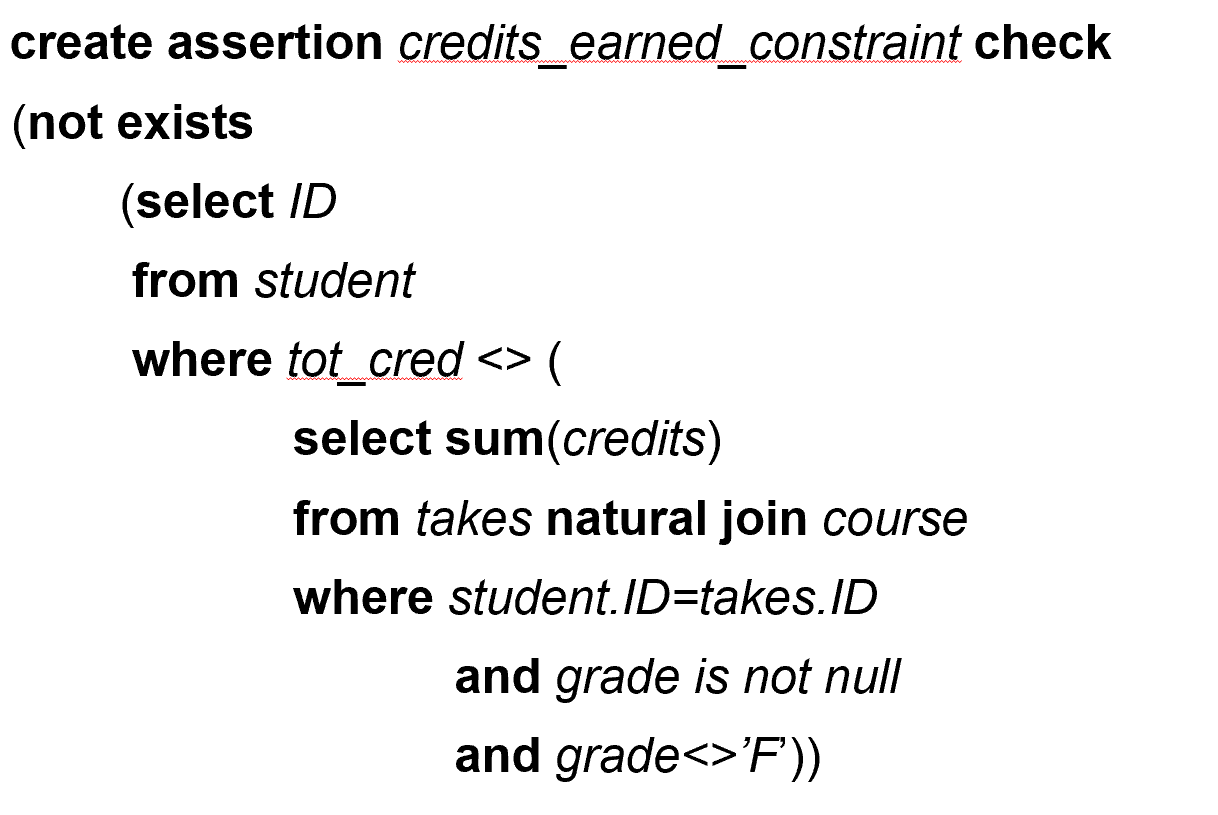 create assertion credits_earned_constraint check
(not exists
(select ID
from student
where tot_cred <> (
select sum(credits)
from takes natural join course
where student.ID=takes.ID
and grade is not null
and grade<>’F’))